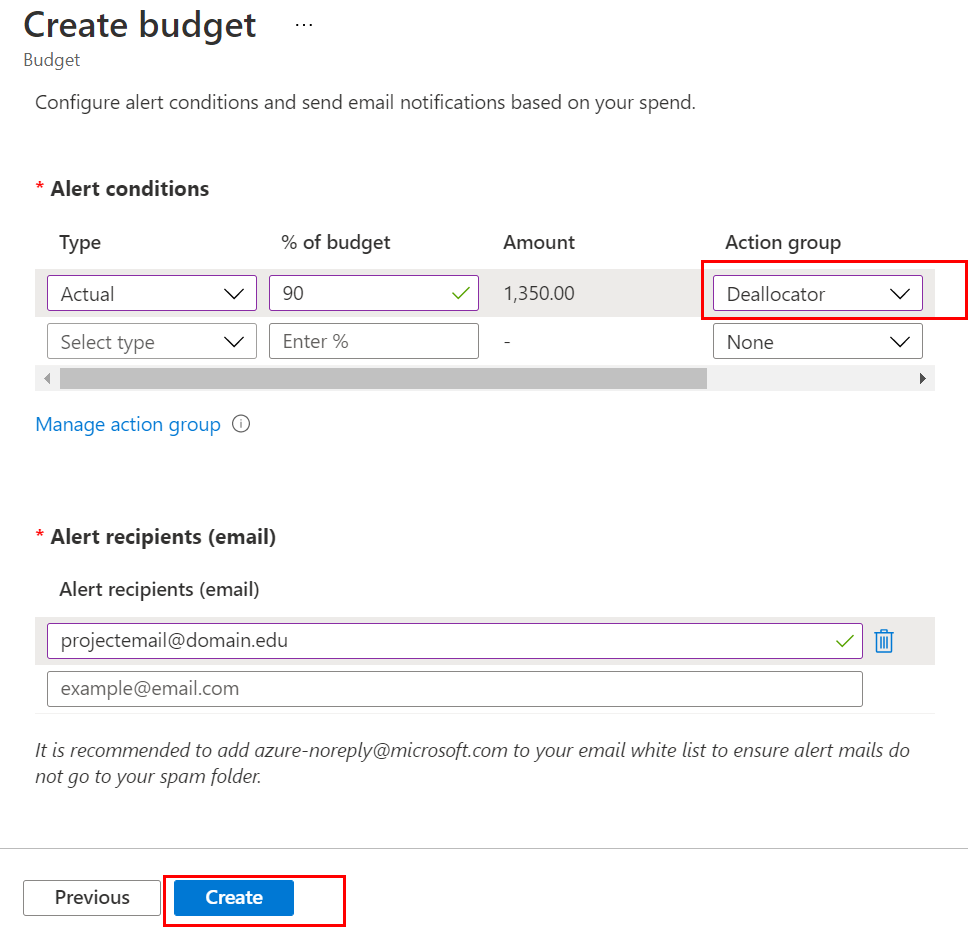 Create budget ...
Budget
Configure alert conditions and send email notifications based on your spend.
* Alert conditions
Type % of budget Amount Action group
Actual 90 1,350.00 Deallocator
Select type Enter % - None
Manage action group
* Alert recipients (email)
Alert recipients (email)
projectemail@domain.edu
example@email.com
It is recommended to add azure-noreply@microsoft.com to your email white list to ensure alert mails do
not go to your spam folder.
Previous Create